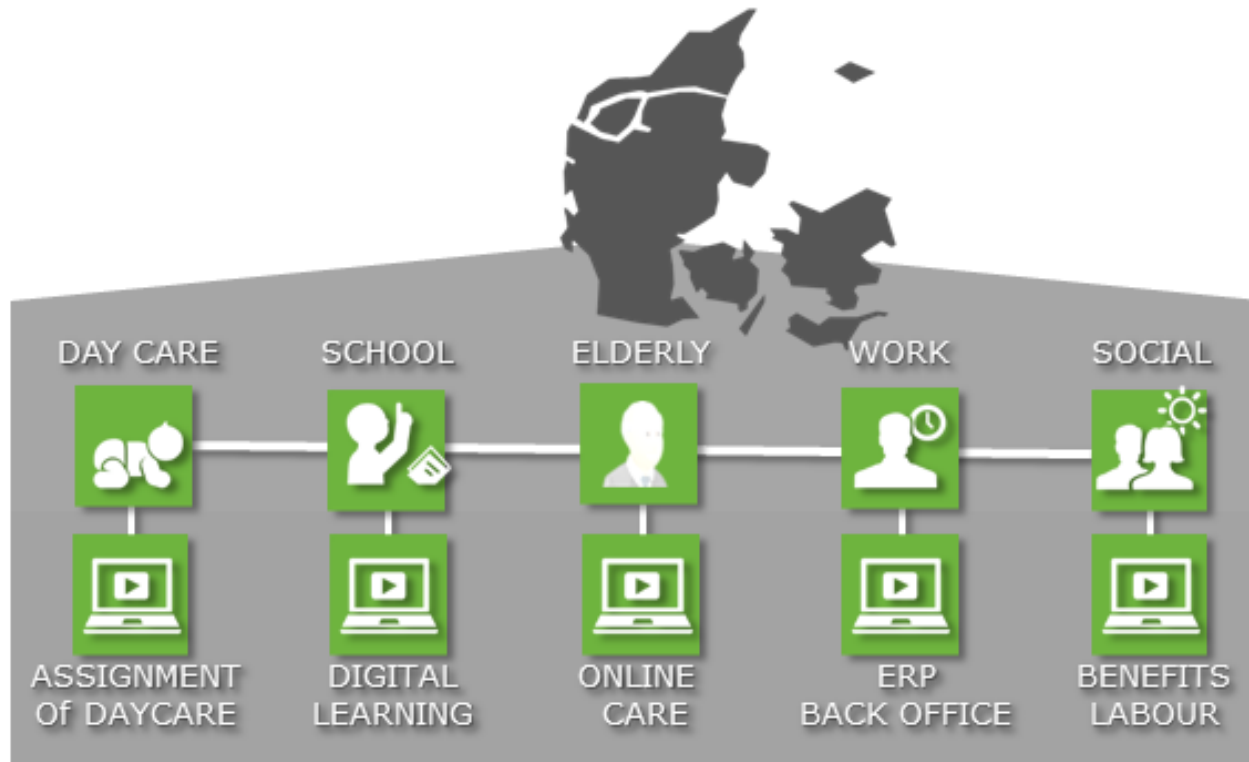 DAY CARE
SCHOOL
ELDERLY
WORK
SOCIAL
ASSIGNMENT
Of DAYCARE
DIGITAL
LEARNING
ONLINE
CARE
ERP
BACK OFFICE
BENEFITS
LABOUR